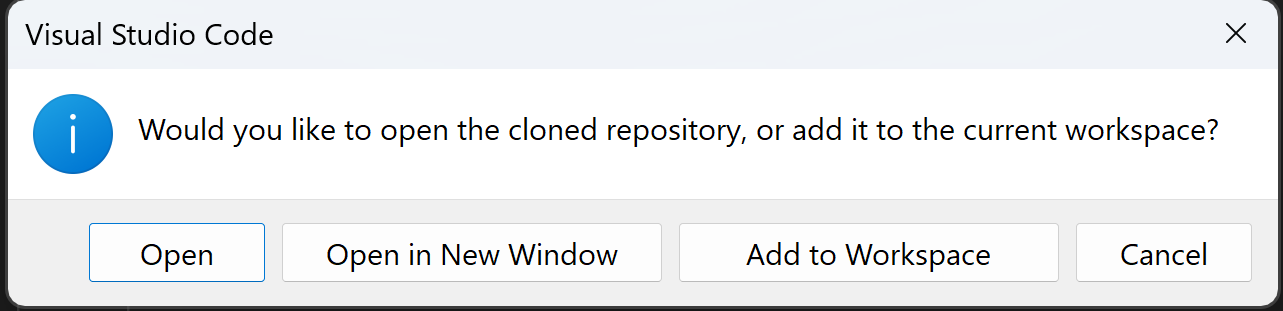 Visual Studio Code
Would you like to open the cloned repository, or add it to the current workspace?
Open
Open in New Window
Add to Workspace
Cancel